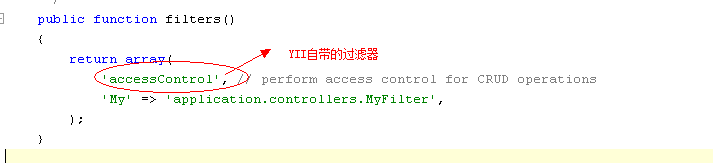 public function filters()
{
return array(
'accessControl', // perform access control for CRUD operations
'My' => 'application.controllers.MyFilter',
);
}
YII自带的过滤器